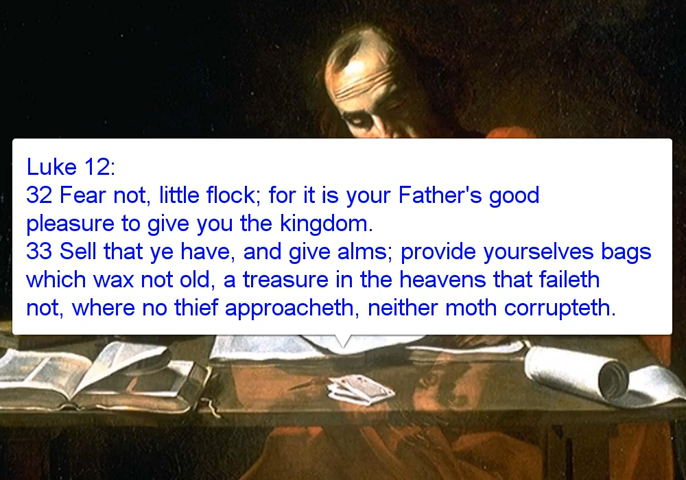 Luke 12:
32 Fear not, little flock; for it is your Father's good
pleasure to give you the kingdom.
33 Sell that ye have, and give alms; provide yourselves bags
which wax not old, a treasure in the heavens that faileth
not, where no thief approacheth, neither moth corrupteth.